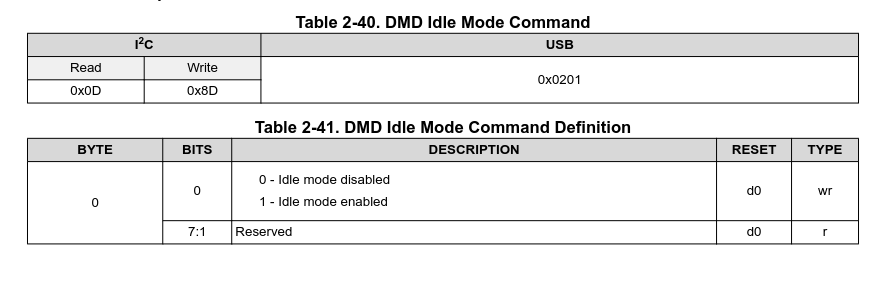 Table 2-40. DMD Idle Mode Command
I²C USB
Read Write
0x0201
0x0D 0x8D
Table 2-41. DMD Idle Mode Command Definition
BYTE BITS DESCRIPTION RESET TYPE
0 0 0 - Idle mode disabled d0 wr
1 - Idle mode enabled
7:1 Reserved d0 r